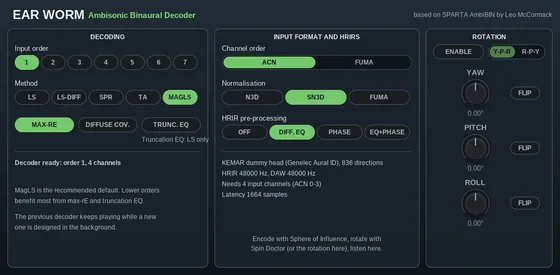 EAR WORM Ambisonic Binaural Decoder
based on SPARTA AmbiBIN by Leo McCormack
DECODING
Input order
1 2 3 4 5 6 7
Method
LS LS-DIFF SPR TA MAGLS
MAX-RE DIFFUSE COV. TRUNC. EQ
Truncation EQ: LS only
Decoder ready: order 1, 4 channels
MagLS is the recommended default. Lower orders
benefit most from max-rE and truncation EQ.
The previous decoder keeps playing while a new
one is designed in the background.
INPUT FORMAT AND HRIRS
Channel order
ACN FUMA
Normalisation
N3D SN3D FUMA
HRIR pre-processing
OFF DIFF. EQ PHASE EQ+PHASE
KEMAR dummy head (Genelec Aural ID), 836 directions
HRIR 48000 Hz, DAW 48000 Hz
Needs 4 input channels (ACN 0-3)
Latency 1664 samples
Encode with Sphere of Influence, rotate with
Spin Doctor (or the rotation here), listen here.
ROTATION
ENABLE Y-P-R R-P-Y
YAW
FLIP
0.00°
PITCH
FLIP
0.00°
ROLL
FLIP
0.00°